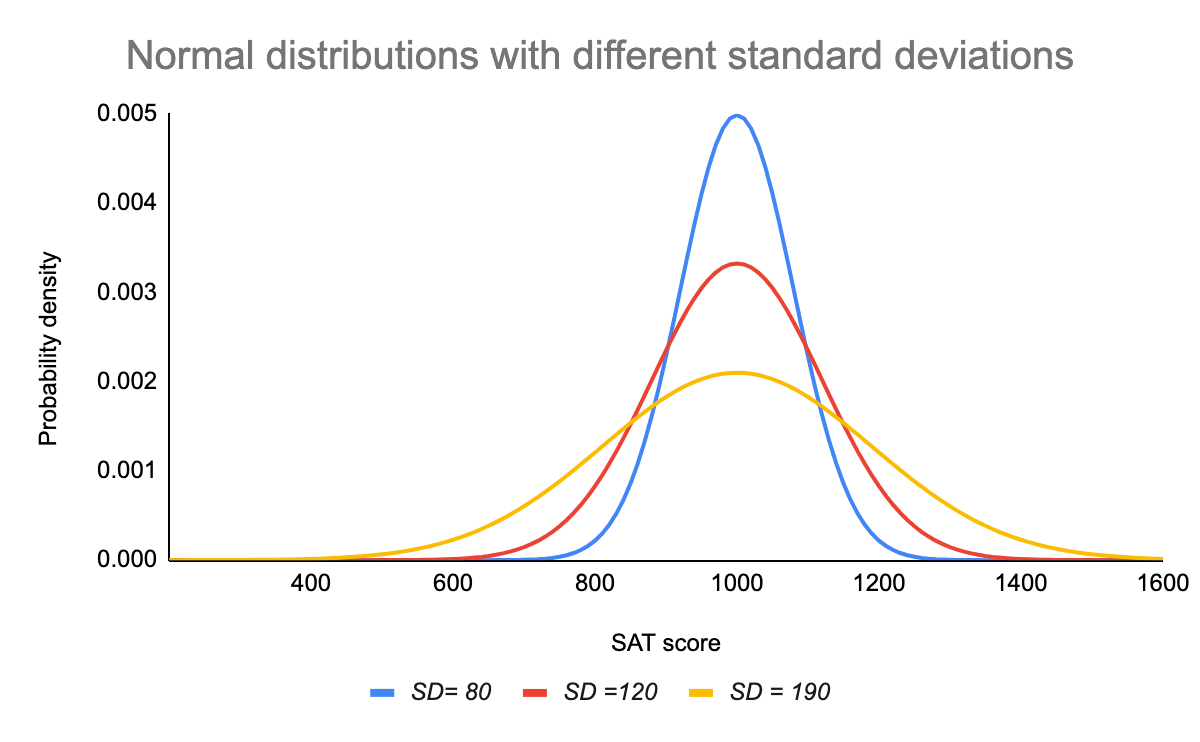 Normal distributions with different standard deviations
0.005
0.004
0.003
0.002
0.001
0.000
Probability density
400 600 800 1000 1200 1400 1600
SAT score
SD= 80 SD =120 SD = 190